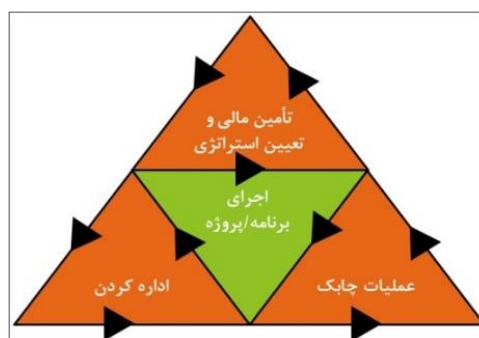 تأمین مالی و
تعیین استراتژی
اجرای
برنامه/پروژه
عملیات چابک
اداره کردن